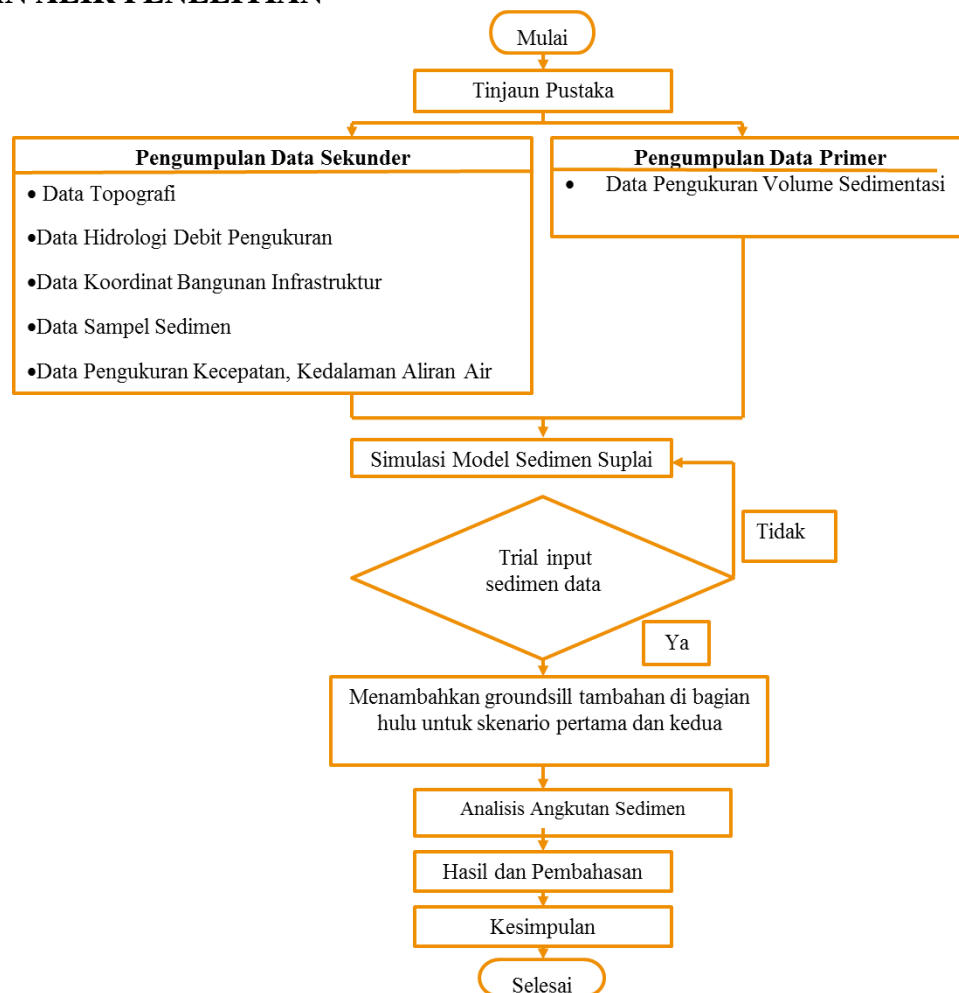 ALIR PENELITIAN
Mulai
Tinjaun Pustaka
Pengumpulan Data Sekunder
• Data Topografi
•Data Hidrologi Debit Pengukuran
•Data Koordinat Bangunan Infrastruktur
•Data Sampel Sedimen
•Data Pengukuran Kecepatan, Kedalaman Aliran Air
Pengumpulan Data Primer
• Data Pengukuran Volume Sedimentasi
Simulasi Model Sedimen Suplai
Trial input
sedimen data
Tidak
Ya
Menambahkan groundsill tambahan di bagian
hulu untuk skenario pertama dan kedua
Analisis Angkutan Sedimen
Hasil dan Pembahasan
Kesimpulan
Selesai